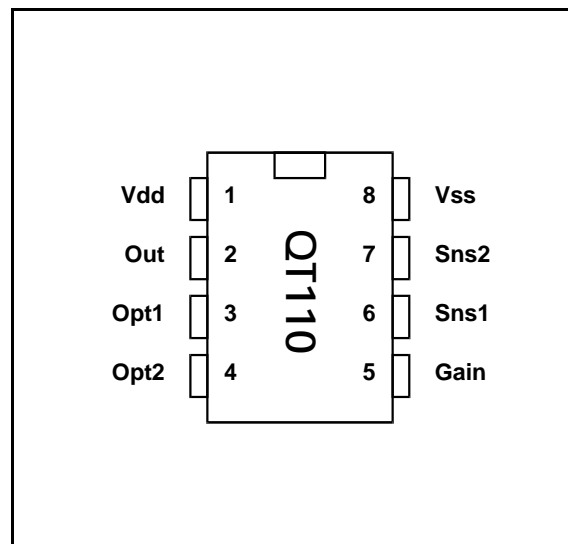 Vdd 1 8 Vss
Out 2 7 Sns2
Opt1 3 6 Sns1
Opt2 4 5 Gain
QT110